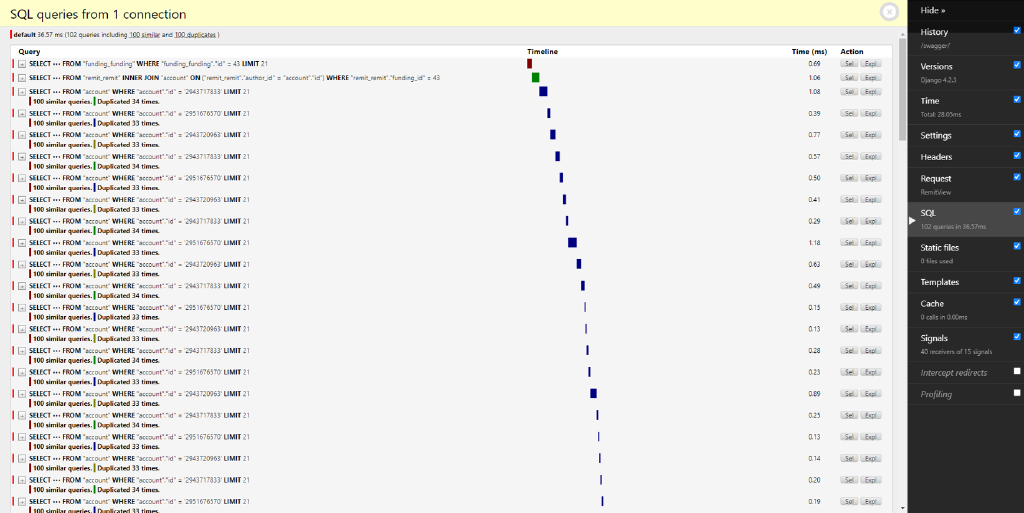 SQL queries from 1 connection
default 36.57 ms (102 queries including 100 similar and 100 duplicates )
Query Timeline Time (ms) Action
SELECT ••• FROM "funding_funding" WHERE "funding_funding"."id" = 43 LIMIT 21 0.69 Sel Expl
SELECT ••• FROM "remit_remit" INNER JOIN "account" ON ("remit_remit"."author_id" = "account"."id") WHERE "remit_remit"."funding_id" = 43 1.06 Sel Expl
SELECT ••• FROM "account" WHERE "account"."id" = '2943717833' LIMIT 21 1.08 Sel Expl
100 similar queries. Duplicated 34 times.
SELECT ••• FROM "account" WHERE "account"."id" = '2951676570' LIMIT 21 0.39 Sel Expl
100 similar queries. Duplicated 33 times.
SELECT ••• FROM "account" WHERE "account"."id" = '2943720963' LIMIT 21 0.77 Sel Expl
100 similar queries. Duplicated 33 times.
SELECT ••• FROM "account" WHERE "account"."id" = '2943717833' LIMIT 21 0.57 Sel Expl
100 similar queries. Duplicated 34 times.
SELECT ••• FROM "account" WHERE "account"."id" = '2951676570' LIMIT 21 0.50 Sel Expl
100 similar queries. Duplicated 33 times.
SELECT ••• FROM "account" WHERE "account"."id" = '2943720963' LIMIT 21 0.41 Sel Expl
100 similar queries. Duplicated 33 times.
SELECT ••• FROM "account" WHERE "account"."id" = '2943717833' LIMIT 21 0.29 Sel Expl
100 similar queries. Duplicated 34 times.
SELECT ••• FROM "account" WHERE "account"."id" = '2951676570' LIMIT 21 1.18 Sel Expl
100 similar queries. Duplicated 33 times.
SELECT ••• FROM "account" WHERE "account"."id" = '2943720963' LIMIT 21 0.63 Sel Expl
100 similar queries. Duplicated 33 times.
SELECT ••• FROM "account" WHERE "account"."id" = '2943717833' LIMIT 21 0.49 Sel Expl
100 similar queries. Duplicated 34 times.
SELECT ••• FROM "account" WHERE "account"."id" = '2951676570' LIMIT 21 0.15 Sel Expl
100 similar queries. Duplicated 33 times.
SELECT ••• FROM "account" WHERE "account"."id" = '2943720963' LIMIT 21 0.13 Sel Expl
100 similar queries. Duplicated 33 times.
SELECT ••• FROM "account" WHERE "account"."id" = '2943717833' LIMIT 21 0.28 Sel Expl
100 similar queries. Duplicated 34 times.
SELECT ••• FROM "account" WHERE "account"."id" = '2951676570' LIMIT 21 0.23 Sel Expl
100 similar queries. Duplicated 33 times.
SELECT ••• FROM "account" WHERE "account"."id" = '2943720963' LIMIT 21 0.89 Sel Expl
100 similar queries. Duplicated 33 times.
SELECT ••• FROM "account" WHERE "account"."id" = '2943717833' LIMIT 21 0.25 Sel Expl
100 similar queries. Duplicated 34 times.
SELECT ••• FROM "account" WHERE "account"."id" = '2951676570' LIMIT 21 0.13 Sel Expl
100 similar queries. Duplicated 33 times.
SELECT ••• FROM "account" WHERE "account"."id" = '2943720963' LIMIT 21 0.14 Sel Expl
100 similar queries. Duplicated 33 times.
SELECT ••• FROM "account" WHERE "account"."id" = '2943717833' LIMIT 21 0.20 Sel Expl
100 similar queries. Duplicated 34 times.
SELECT ••• FROM "account" WHERE "account"."id" = '2951676570' LIMIT 21 0.19 Sel Expl
100 similar queries. Duplicated 33 times.
Hide »
History
/swagger/
Versions
Django 4.2.3
Time
Total: 28.05ms
Settings
Headers
Request
RemitView
SQL
102 queries in 36.57ms
Static files
0 files used
Templates
Cache
0 calls in 0.00ms
Signals
40 receivers of 15 signals
Intercept redirects
Profiling